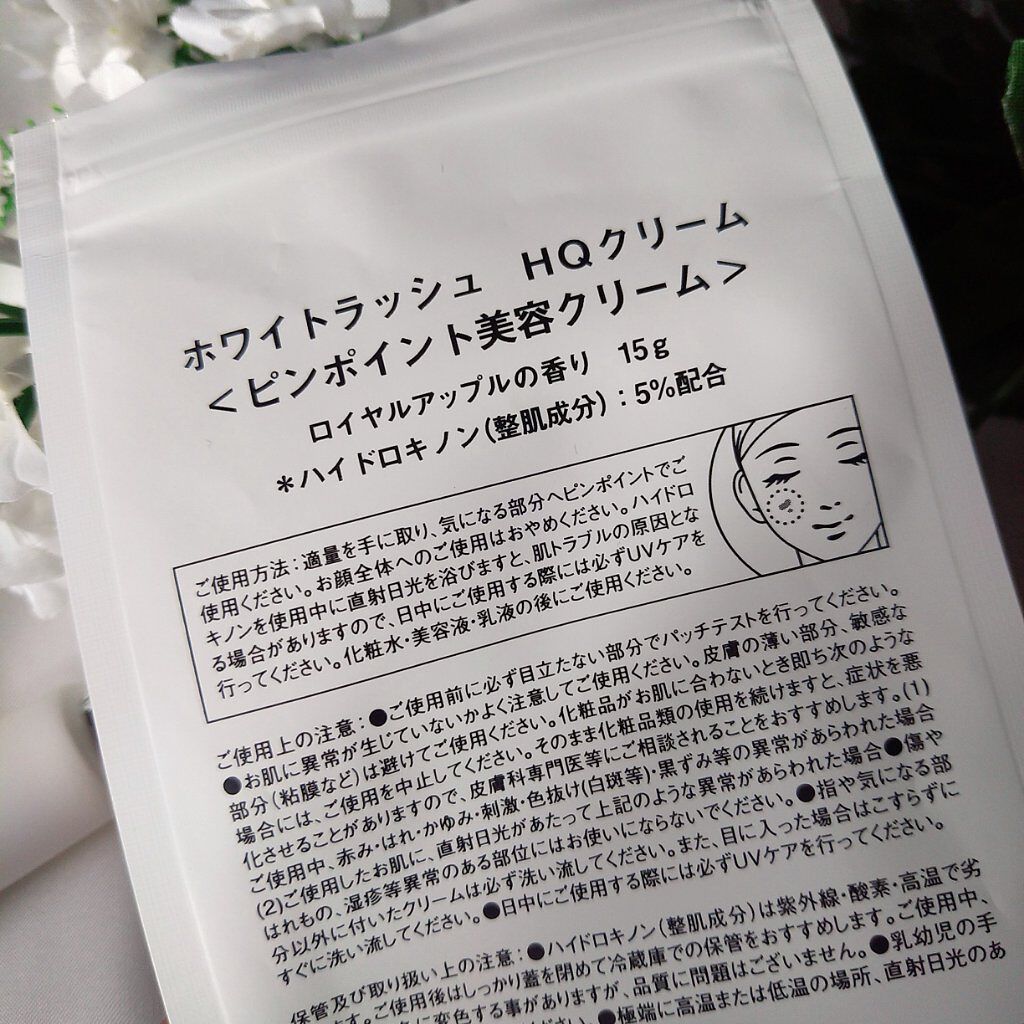 ホワイトラッシュ　HQクリーム
＜ピンポイント美容クリーム＞
ロイヤルアップルの香り　15g
＊ハイドロキノン(整肌成分)：5%配合
ご使用方法：適量を手に取り、気になる部分へピンポイントでご
使用ください。お顔全体へのご使用はおやめください。ハイドロ
キノンを使用中に直射日光を浴びますと、肌トラブルの原因とな
る場合がありますので、日中にご使用する際には必ずUVケアを
行ってください。化粧水・美容液・乳液の後にご使用ください。
ご使用上の注意：●ご使用前に必ず目立たない部分でパッチテストを行ってください。
●お肌に異常が生じていないかよく注意してご使用ください。皮膚の薄い部分、敏感な
部分(粘膜など)は避けてご使用ください。化粧品がお肌に合わないとき即ち次のような
場合には、ご使用を中止してください。そのまま化粧品類の使用を続けますと、症状を悪
化させることがありますので、皮膚科専門医等にご相談されることをおすすめします。(1)
ご使用中、赤み・はれ・かゆみ・刺激・色抜け(白斑等)・黒ずみ等の異常があらわれた場合
(2)ご使用したお肌に、直射日光があたって上記のような異常があらわれた場合●傷や
はれもの、湿疹等異常のある部位にはお使いにならないでください。●指や気になる部
分以外に付いたクリームは必ず洗い流してください。また、目に入った場合はこすらずに
すぐに洗い流してください。●日中にご使用する際には必ずUVケアを行ってください。
保管及び取り扱い上の注意：●ハイドロキノン(整肌成分)は紫外線・酸素・高温で劣
ます。ご使用後はしっかり蓋を閉めて冷蔵庫での保管をおすすめします。ご使用中、
に変色する事がありますが、品質に問題はございません。●乳幼児の手
ください。●極端に高温または低温の場所、直射日光のあ